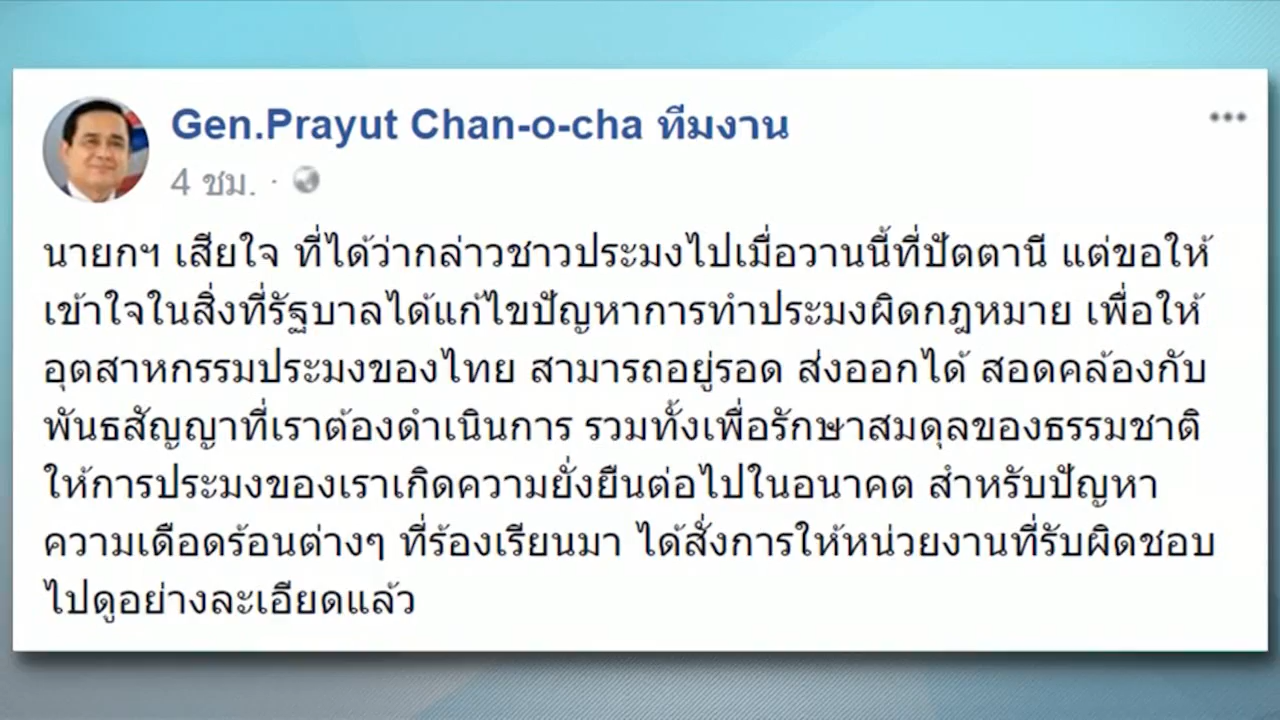 Gen.Prayut Chan-o-cha ทีมงาน
4 ชม. ·
นายกฯ เสียใจ ที่ได้ว่ากล่าวชาวประมงไปเมื่อวานนี้ที่ปัตตานี แต่ขอให้
เข้าใจในสิ่งที่รัฐบาลได้แก้ไขปัญหาการทำประมงผิดกฎหมาย เพื่อให้
อุตสาหกรรมประมงของไทย สามารถอยู่รอด ส่งออกได้ สอดคล้องกับ
พันธสัญญาที่เราต้องดำเนินการ รวมทั้งเพื่อรักษาสมดุลของธรรมชาติ
ให้การประมงของเราเกิดความยั่งยืนต่อไปในอนาคต สำหรับปัญหา
ความเดือดร้อนต่างๆ ที่ร้องเรียนมา ได้สั่งการให้หน่วยงานที่รับผิดชอบ
ไปดูอย่างละเอียดแล้ว